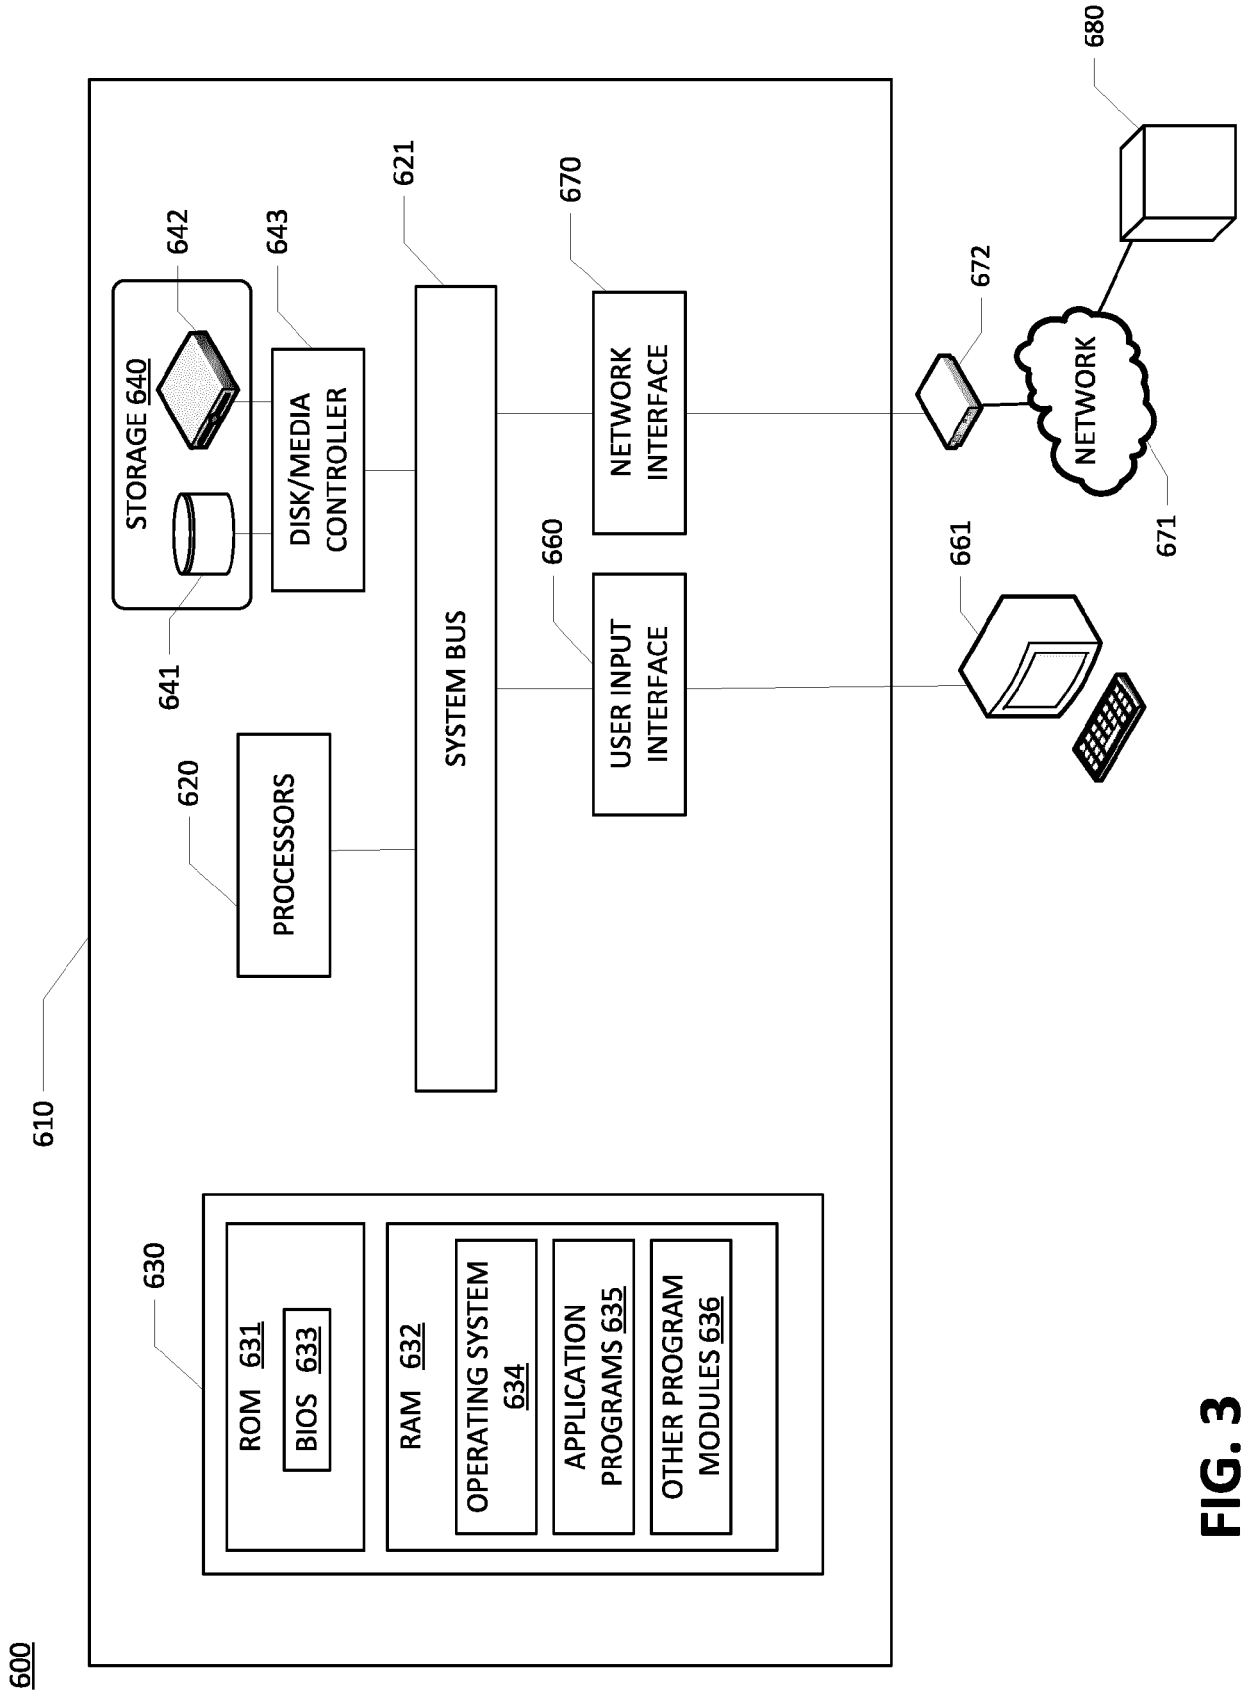 600
610
630
ROM 631
BIOS 633
RAM 632
OPERATING SYSTEM
634
APPLICATION
PROGRAMS 635
OTHER PROGRAM
MODULES 636
620
PROCESSORS
STORAGE 640
641
642
DISK/MEDIA
CONTROLLER
643
SYSTEM BUS
621
USER INPUT
INTERFACE
660
NETWORK
INTERFACE
670
661
672
NETWORK
671
680
FIG. 3